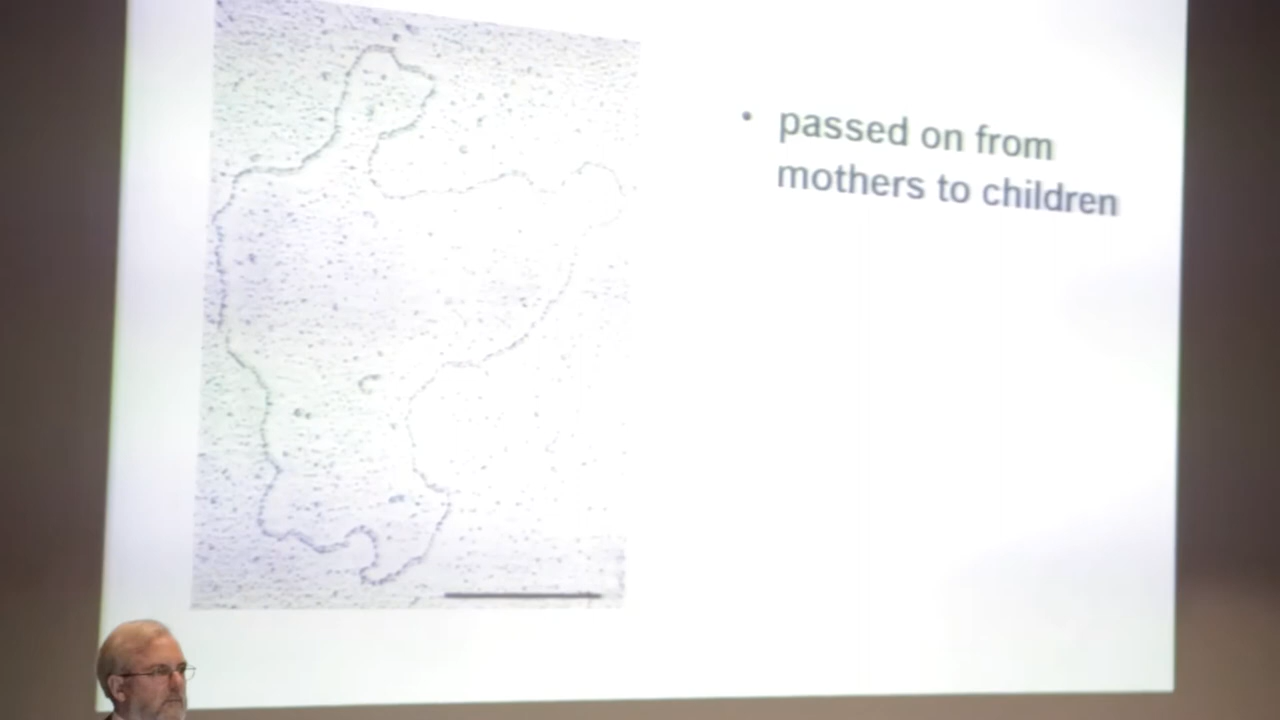 • passed on from
mothers to children